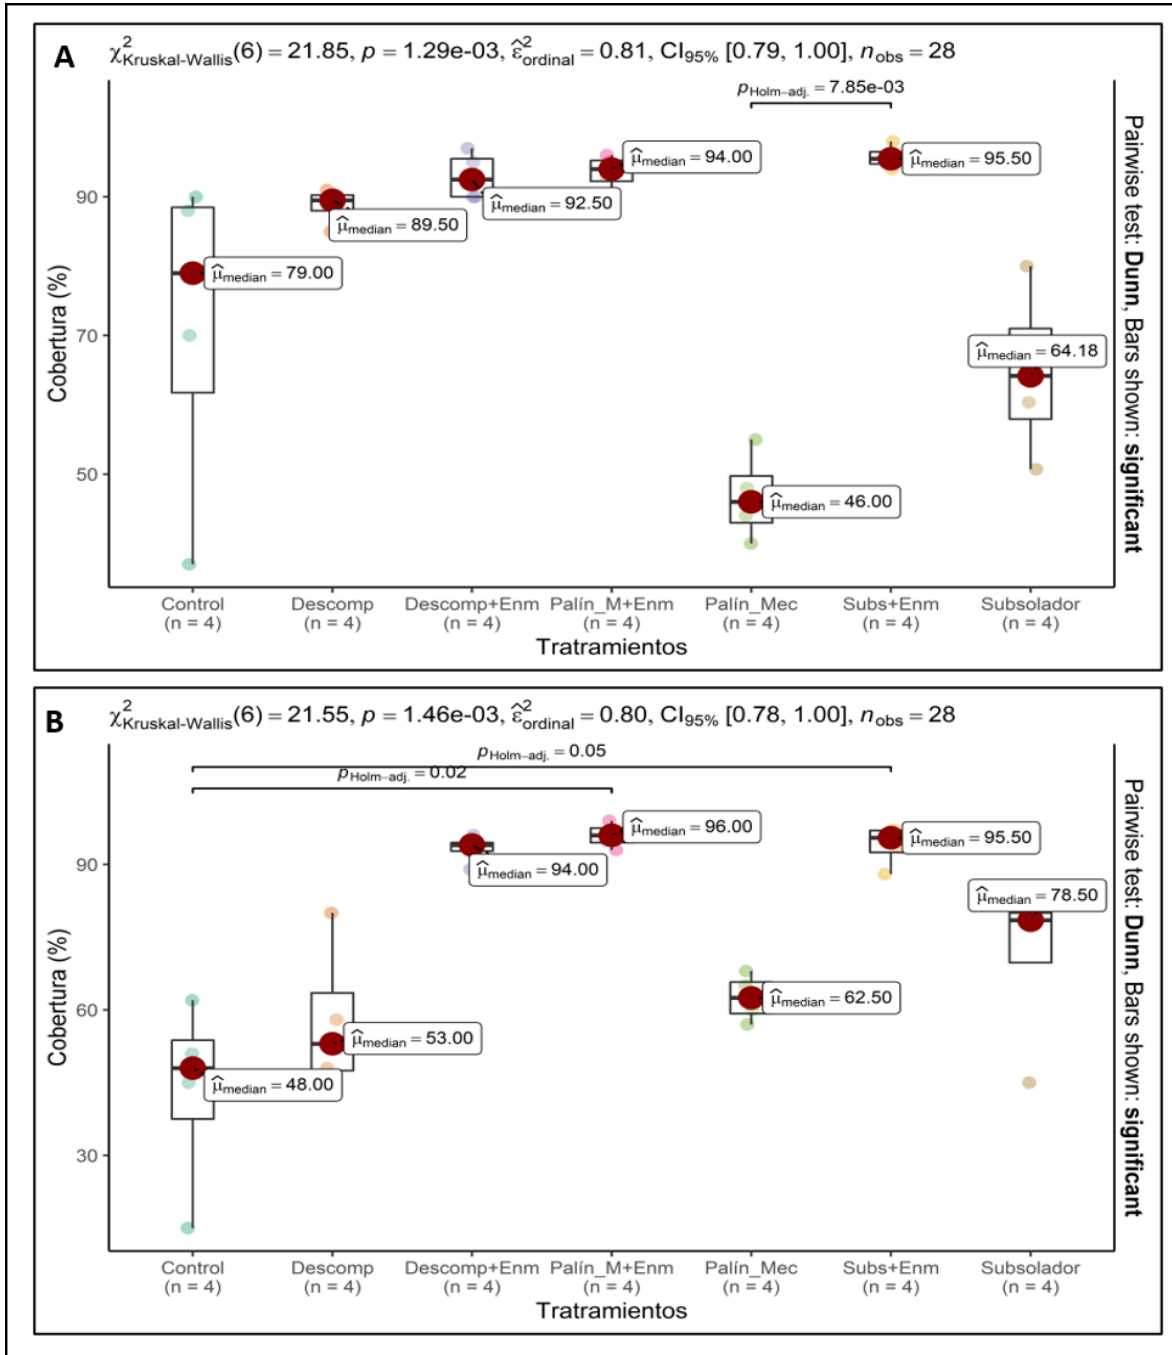 A
χ²Kruskal-Wallis(6) = 21.85, p = 1.29e-03, ε̂²ordinal = 0.81, CI95% [0.79, 1.00], nobs = 28
pHolm−adj. = 7.85e-03
μ̂median = 94.00
μ̂median = 95.50
90
μ̂median = 92.50
μ̂median = 89.50
μ̂median = 79.00
70
μ̂median = 64.18
50
μ̂median = 46.00
Cobertura (%)
Control Descomp Descomp+Enm Palín_M+Enm Palín_Mec Subs+Enm Subsolador
(n = 4) (n = 4) (n = 4) (n = 4) (n = 4) (n = 4) (n = 4)
Tratramientos
Pairwise test: Dunn, Bars shown: significant
B
χ²Kruskal-Wallis(6) = 21.55, p = 1.46e-03, ε̂²ordinal = 0.80, CI95% [0.78, 1.00], nobs = 28
pHolm−adj. = 0.05
pHolm−adj. = 0.02
μ̂median = 96.00
μ̂median = 95.50
90
μ̂median = 94.00
μ̂median = 78.50
60
μ̂median = 62.50
μ̂median = 53.00
μ̂median = 48.00
30
Cobertura (%)
Control Descomp Descomp+Enm Palín_M+Enm Palín_Mec Subs+Enm Subsolador
(n = 4) (n = 4) (n = 4) (n = 4) (n = 4) (n = 4) (n = 4)
Tratramientos
Pairwise test: Dunn, Bars shown: significant